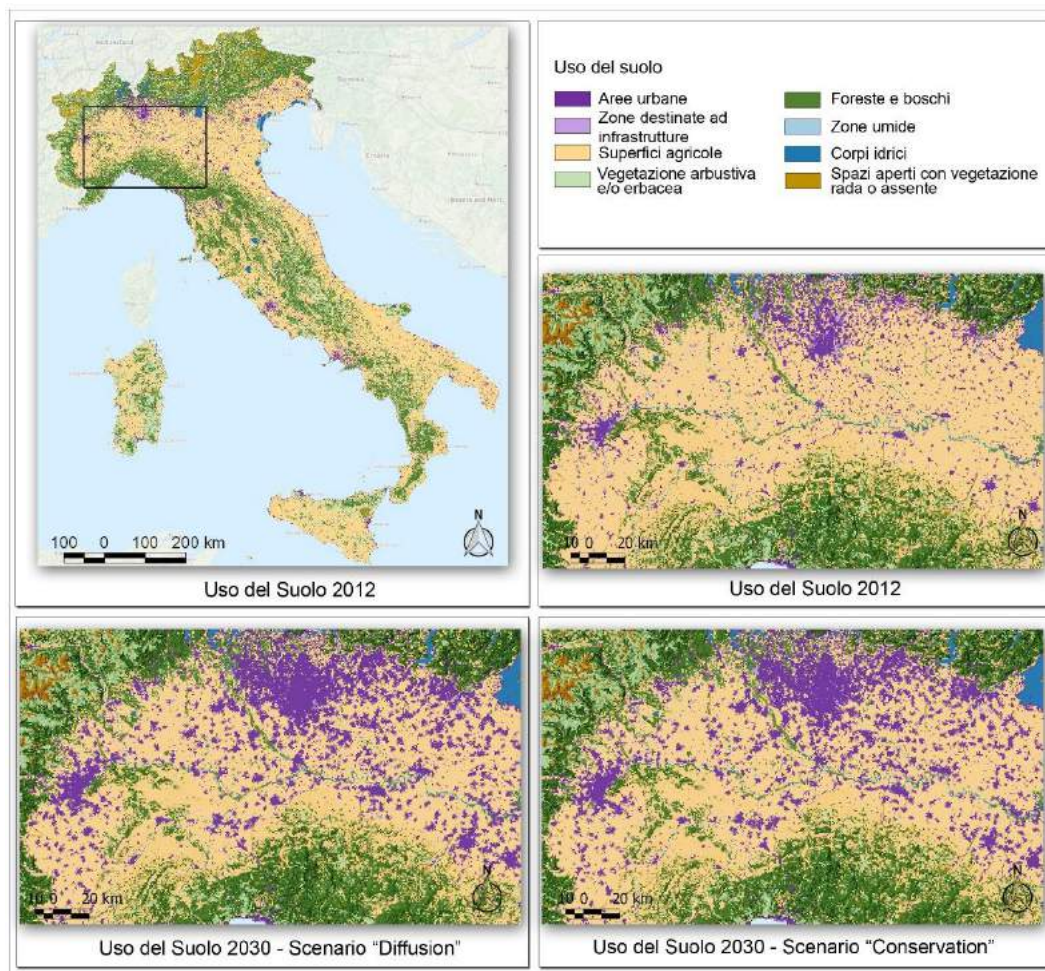 Switzerland
Uso del suolo
Aree urbane
Zone destinate ad
infrastrutture
Superfici agricole
Vegetazione arbustiva
e/o erbacea
Foreste e boschi
Zone umide
Corpi idrici
Spazi aperti con vegetazione
rada o assente
N
100 0 100 200 km
Uso del Suolo 2012
N
10 0 20 km
Uso del Suolo 2012
N
10 0 20 km
Uso del Suolo 2030 - Scenario "Diffusion"
N
10 0 20 km
Uso del Suolo 2030 - Scenario "Conservation"